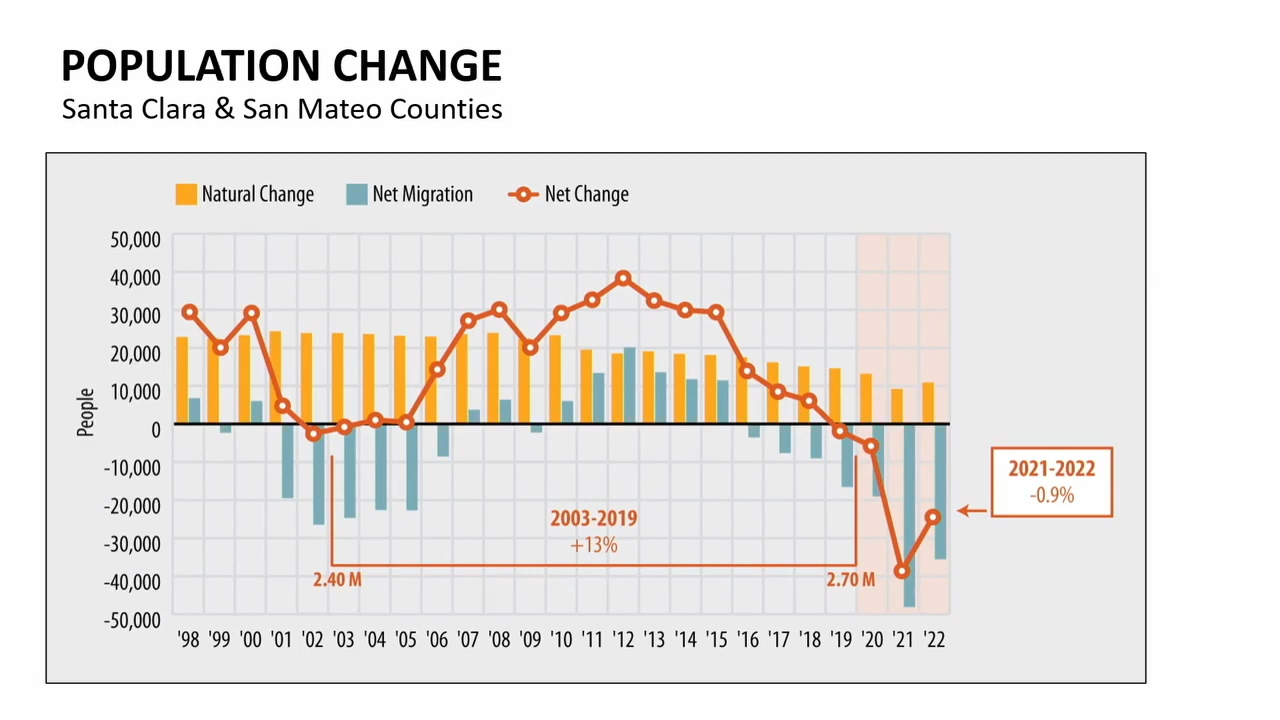 POPULATION CHANGE
Santa Clara & San Mateo Counties
Natural Change Net Migration Net Change
50,000
40,000
30,000
20,000
10,000
0
-10,000
-20,000
-30,000
-40,000
-50,000
People
2021-2022
-0.9%
2003-2019
+13%
2.40 M 2.70 M
'98 '99 '00 '01 '02 '03 '04 '05 '06 '07 '08 '09 '10 '11 '12 '13 '14 '15 '16 '17 '18 '19 '20 '21 '22